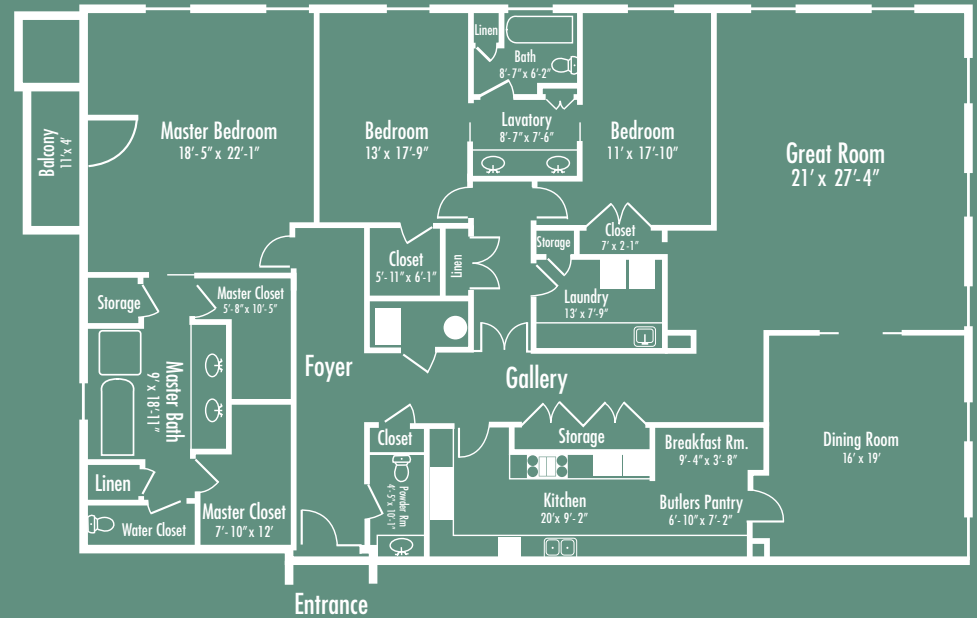 Linen
Bath
8'-7" x 6'-2"
Balcony
11' x 4'
Master Bedroom
18'-5" x 22'-1"
Bedroom
13' x 17'-9"
Lavatory
8'-7" x 7'-6"
Bedroom
11' x 17'-10"
Great Room
21' x 27'-4"
Closet
5'-11" x 6'-1"
Linen
Storage
Closet
7' x 2-1"
Storage
Master Closet
5'-8" x 10'-5"
Laundry
13' x 7'-9"
Master Bath
9' x 18'-11"
Foyer
Gallery
Closet
Storage
Breakfast Rm.
9'-4" x 3'-8"
Dining Room
16' x 19'
Linen
Powder Rm
4'-5" x 10'-1"
Kitchen
20'x 9'-2"
Butlers Pantry
6'-10" x 7'-2"
Water Closet
Master Closet
7'-10" x 12'
Entrance